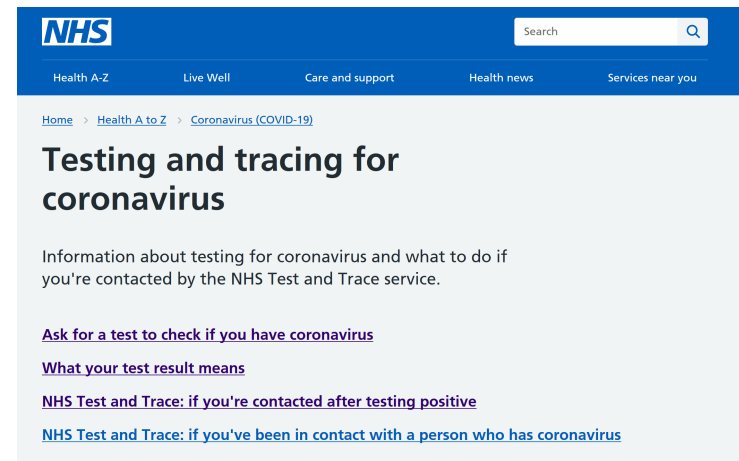 NHS
Search
Health A-Z Live Well Care and support Health news Services near you
Home > Health A to Z > Coronavirus (COVID-19)
Testing and tracing for
coronavirus
Information about testing for coronavirus and what to do if
you're contacted by the NHS Test and Trace service.
Ask for a test to check if you have coronavirus
What your test result means
NHS Test and Trace: if you're contacted after testing positive
NHS Test and Trace: if you've been in contact with a person who has coronavirus